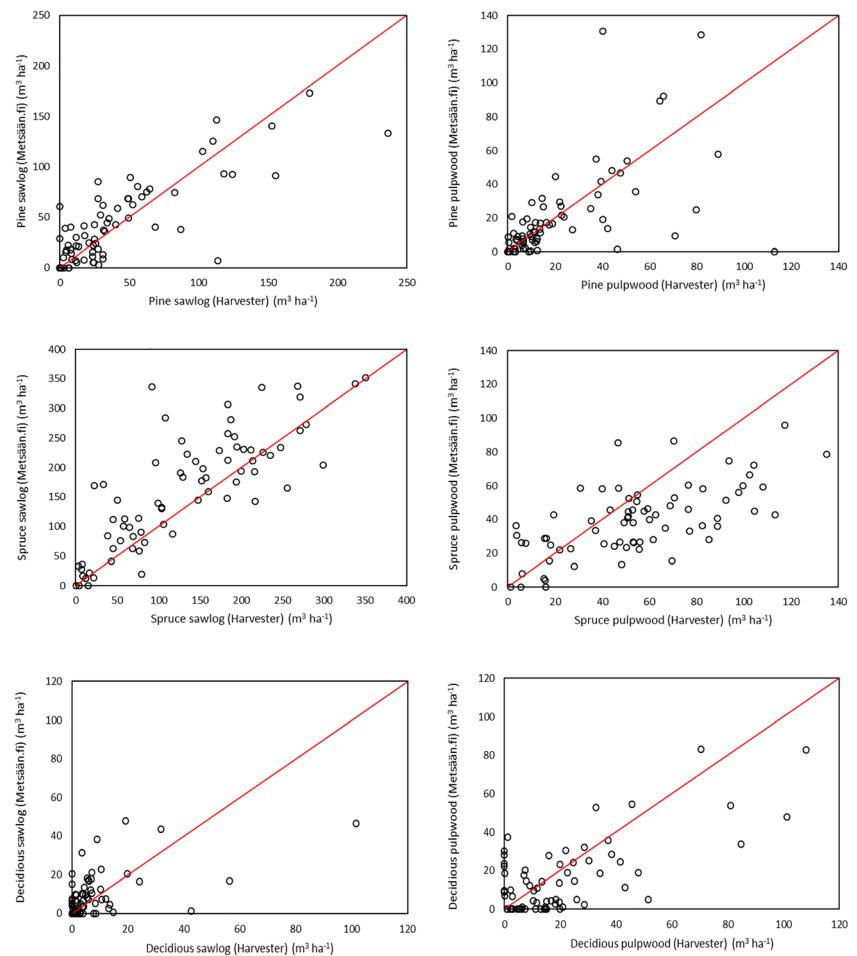 Pine sawlog (Metsään.fi) (m³ ha⁻¹)
250
200
150
100
50
0
0 50 100 150 200 250
Pine sawlog (Harvester) (m³ ha⁻¹)
Pine pulpwood (Metsään.fi) (m³ ha⁻¹)
140
120
100
80
60
40
20
0
0 20 40 60 80 100 120 140
Pine pulpwood (Harvester) (m³ ha⁻¹)
Spruce sawlog (Metsään.fi) (m³ ha⁻¹)
400
350
300
250
200
150
100
50
0
0 50 100 150 200 250 300 350 400
Spruce sawlog (Harvester) (m³ ha⁻¹)
Spruce pulpwood (Metsään.fi) (m³ ha⁻¹)
140
120
100
80
60
40
20
0
0 20 40 60 80 100 120 140
Spruce pulpwood (Harvester) (m³ ha⁻¹)
Decidious sawlog (Metsään.fi) (m³ ha⁻¹)
120
100
80
60
40
20
0
0 20 40 60 80 100 120
Decidious sawlog (Harvester) (m³ ha⁻¹)
Decidious pulpwood (Metsään.fi) (m³ ha⁻¹)
120
100
80
60
40
20
0
0 20 40 60 80 100 120
Decidious pulpwood (Harvester) (m³ ha⁻¹)